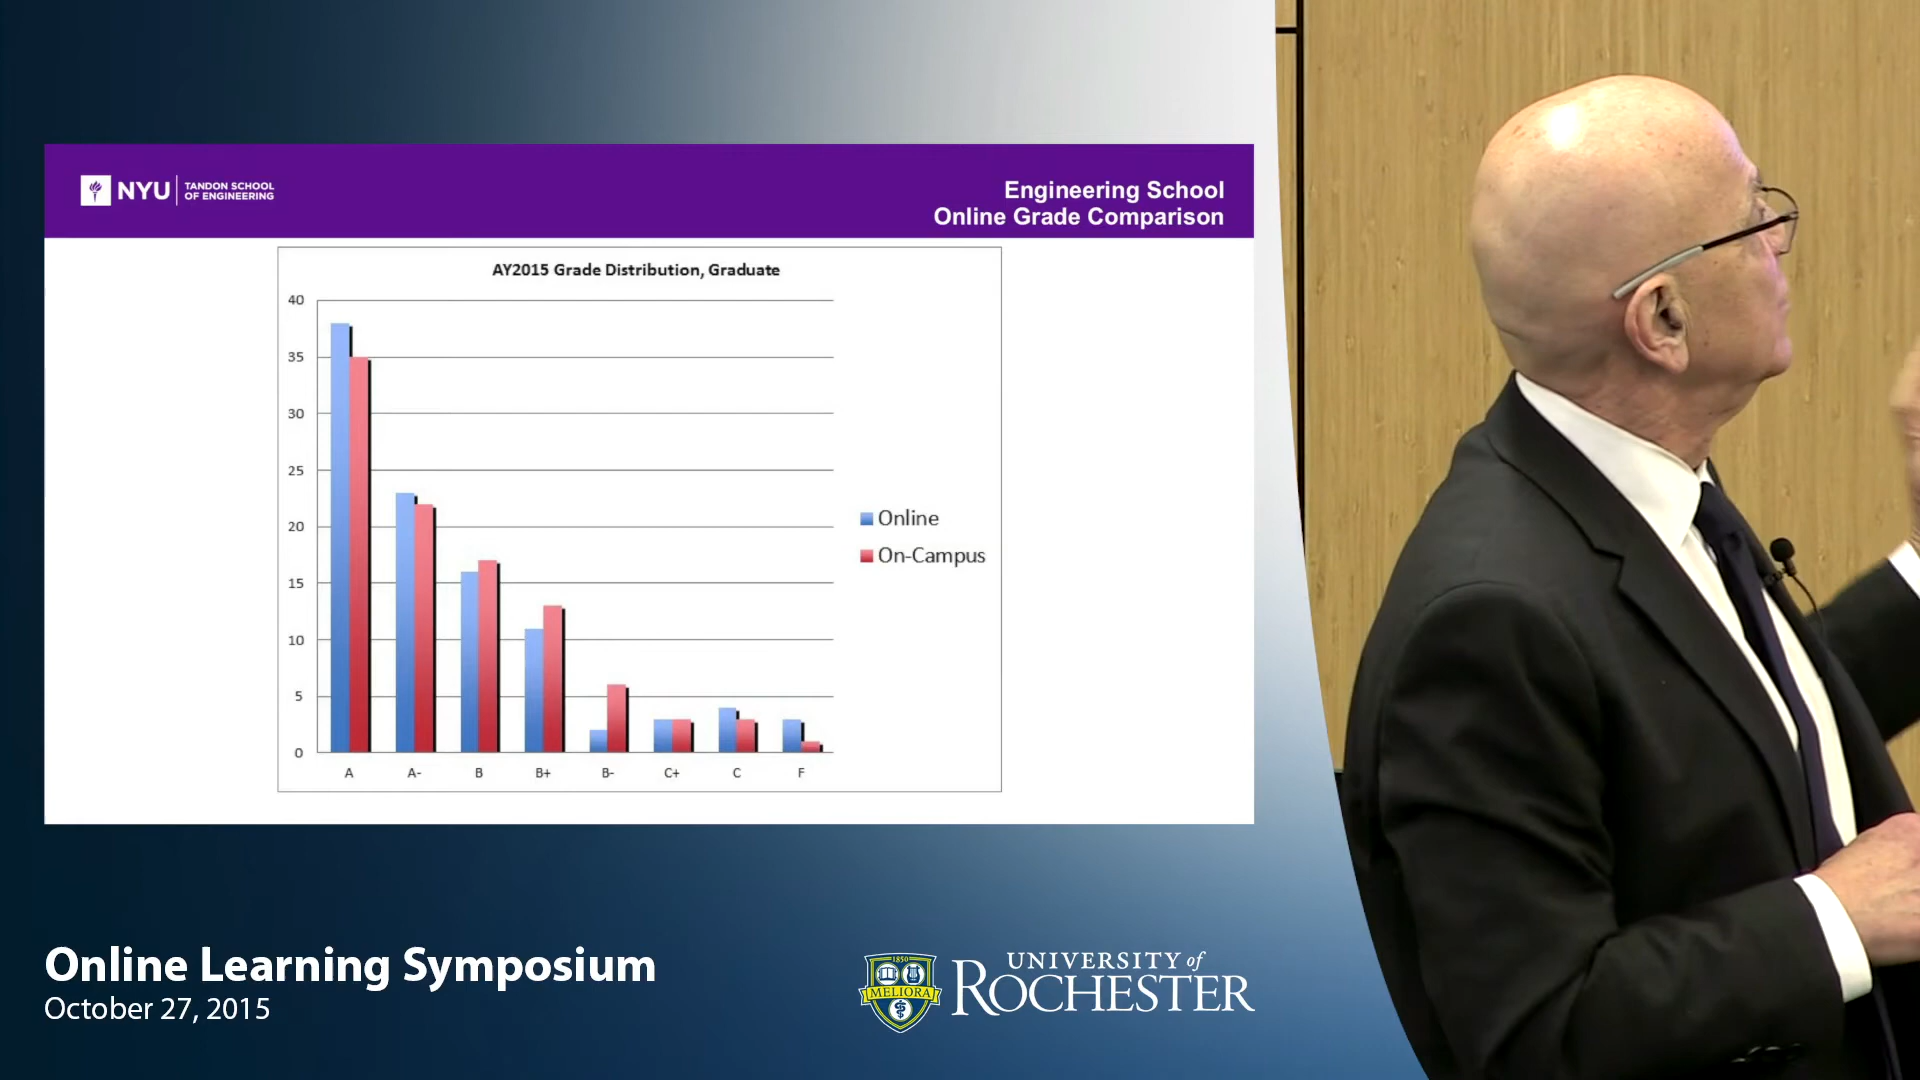 NYU
TANDON SCHOOL
OF ENGINEERING
Engineering School
Online Grade Comparison
AY2015 Grade Distribution, Graduate
40
35
30
25
20
15
10
5
0
A A- B B+ B- C+ C F
Online
On-Campus
Online Learning Symposium
October 27, 2015
1850
MELIORA
UNIVERSITY of
ROCHESTER